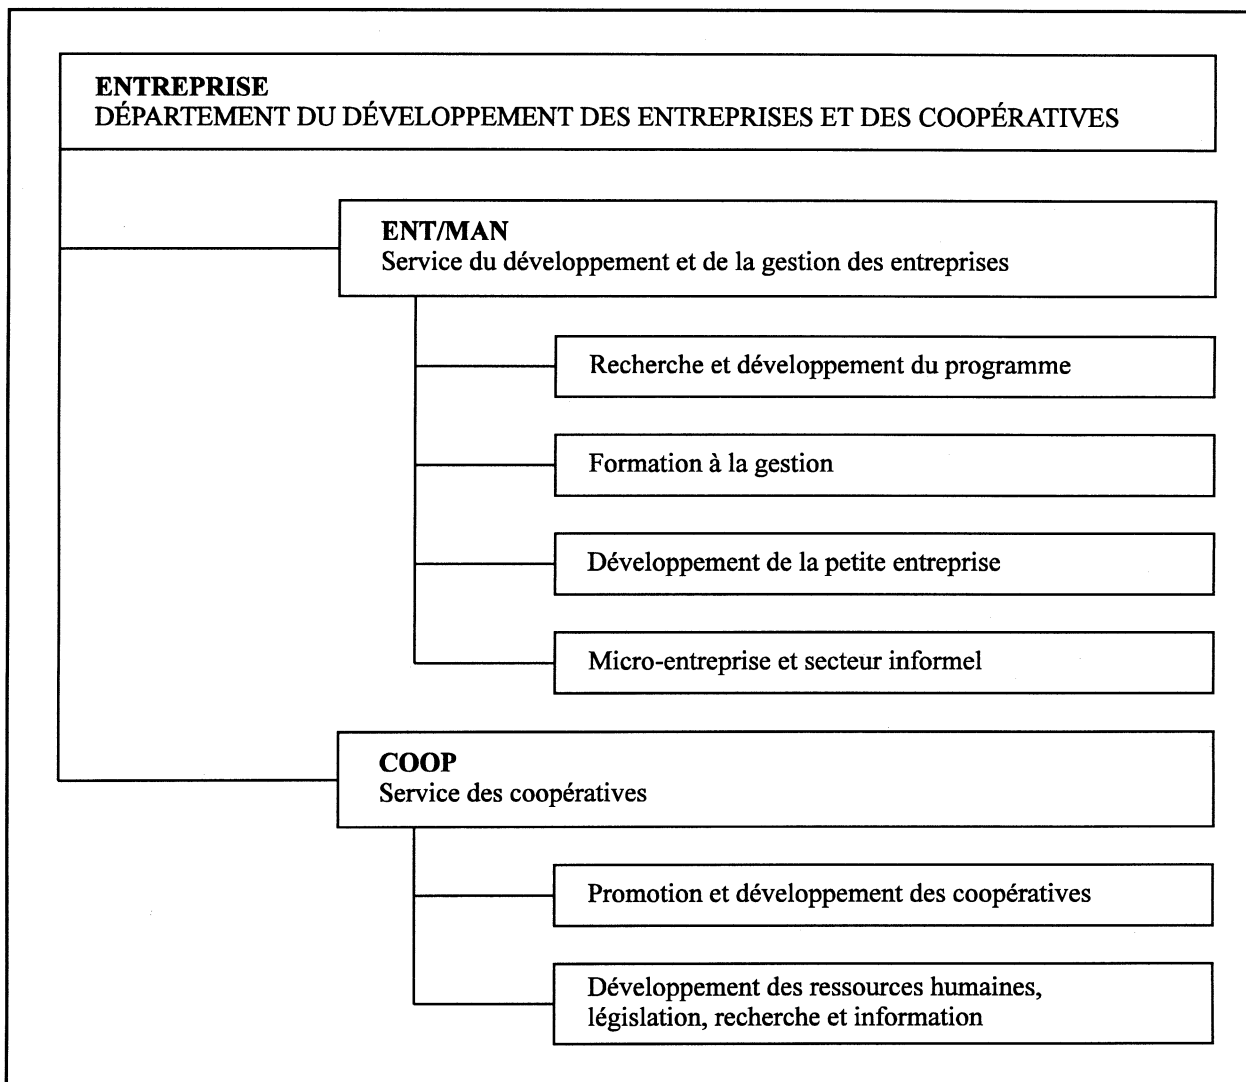 ENTREPRISE
DÉPARTEMENT DU DÉVELOPPEMENT DES ENTREPRISES ET DES COOPÉRATIVES
ENT/MAN
Service du développement et de la gestion des entreprises
Recherche et développement du programme
Formation à la gestion
Développement de la petite entreprise
Micro-entreprise et secteur informel
COOP
Service des coopératives
Promotion et développement des coopératives
Développement des ressources humaines,
législation, recherche et information